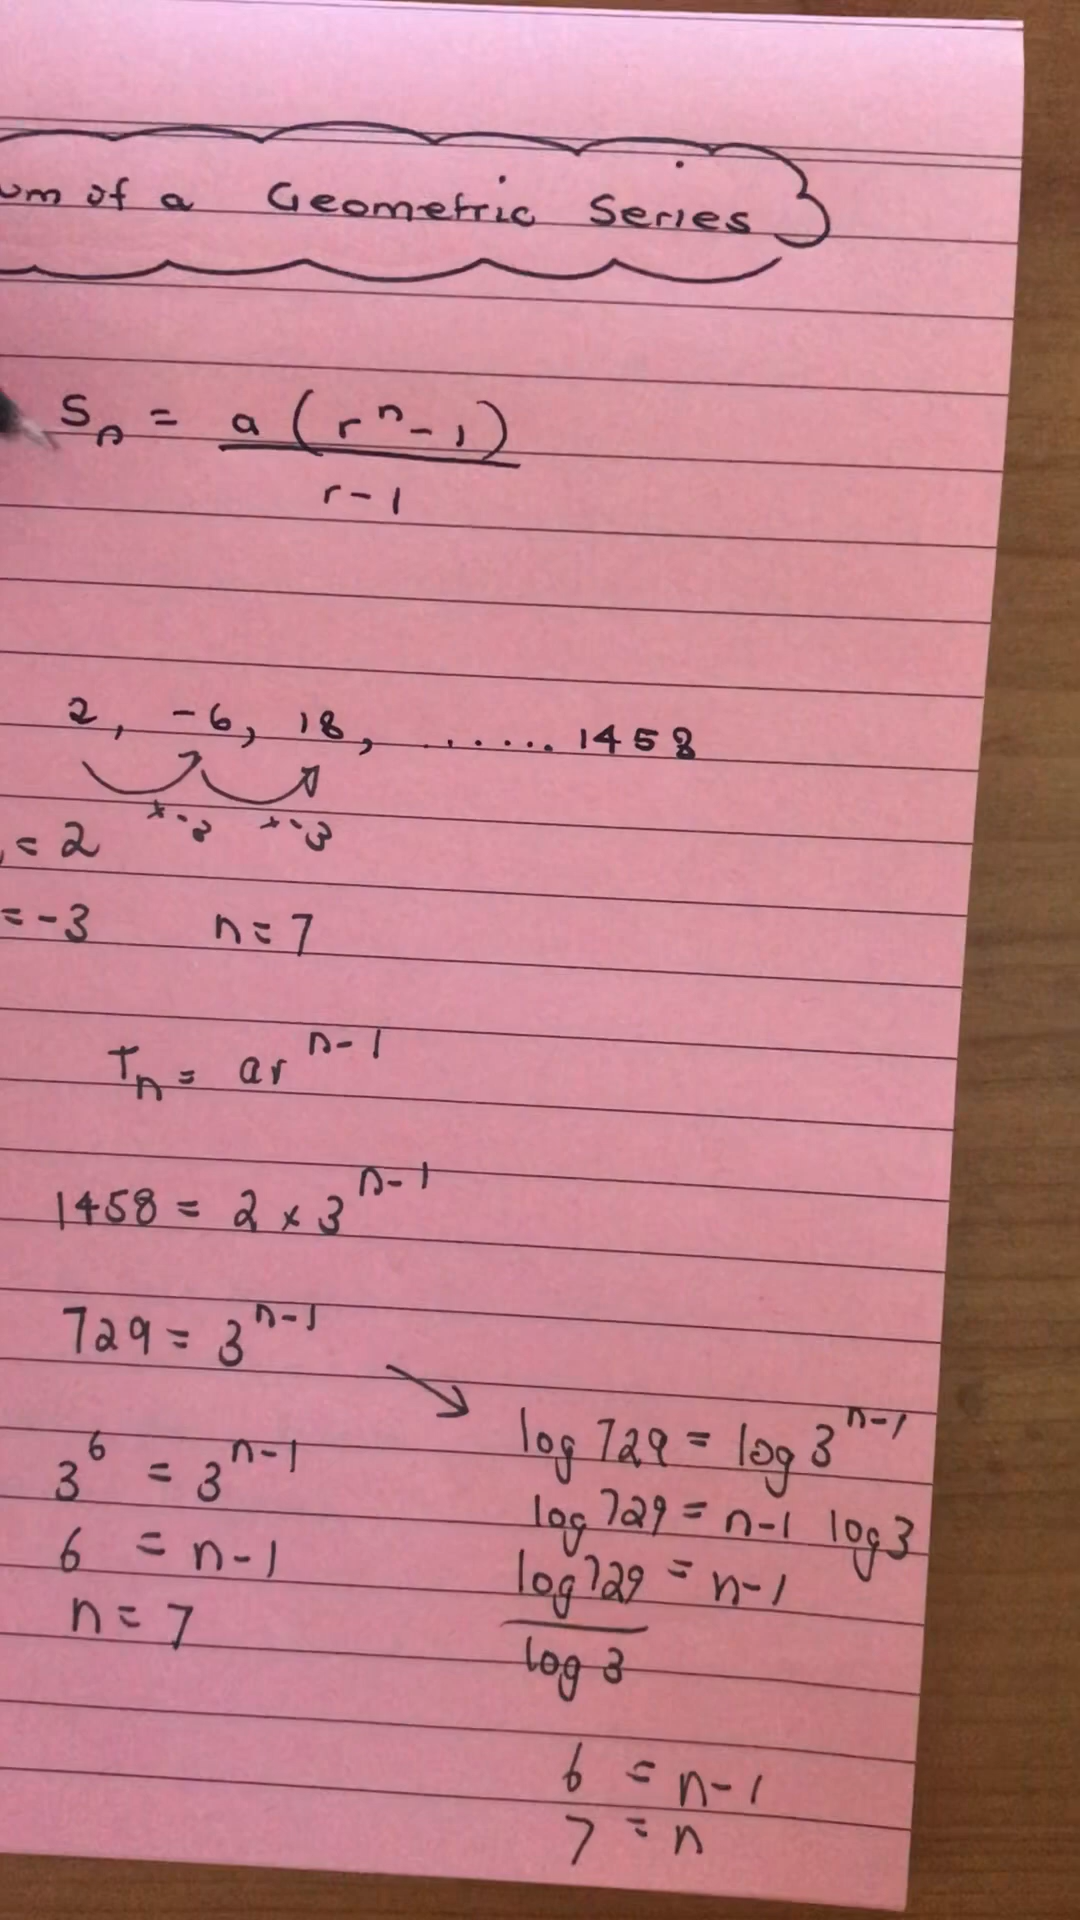 of a Geometric Series
Sn = a(r^n - 1)
r - 1
2, -6, 18, ...... 1458
x-3 x-3
= 2
= -3 n = 7
Tn = ar^n-1
1458 = 2 x 3^n-1
729 = 3^n-1
3^6 = 3^n-1
6 = n-1
n = 7
log 729 = log 3^n-1
log 729 = n-1 log 3
log 729 = n-1
log 3
6 = n-1
7 = n